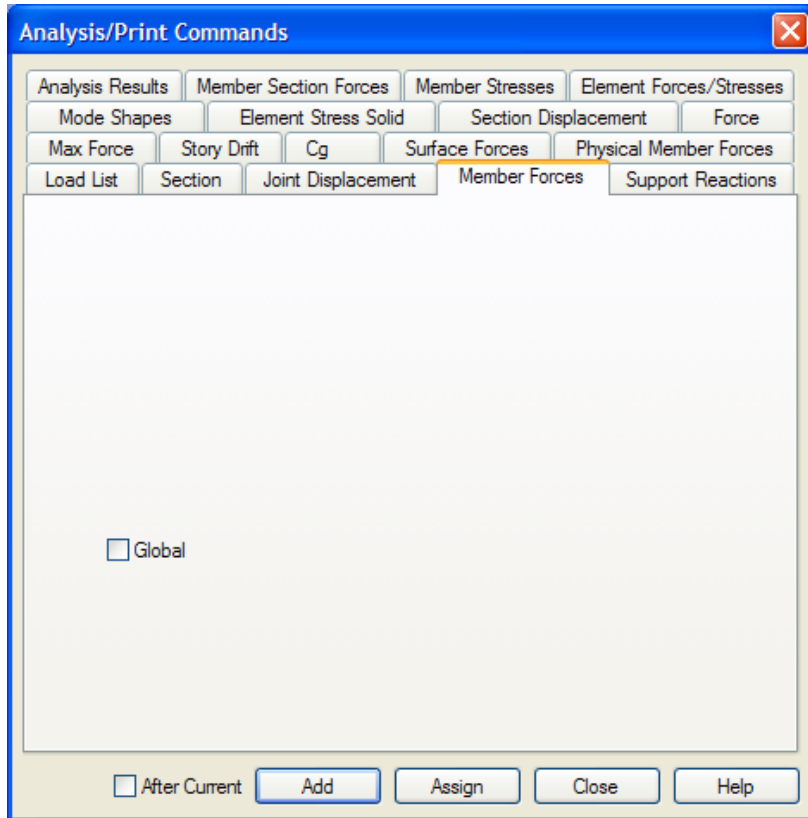 Analysis/Print Commands
Analysis Results Member Section Forces Member Stresses Element Forces/Stresses
Mode Shapes Element Stress Solid Section Displacement Force
Max Force Story Drift Cg Surface Forces Physical Member Forces
Load List Section Joint Displacement Member Forces Support Reactions
Global
After Current Add Assign Close Help